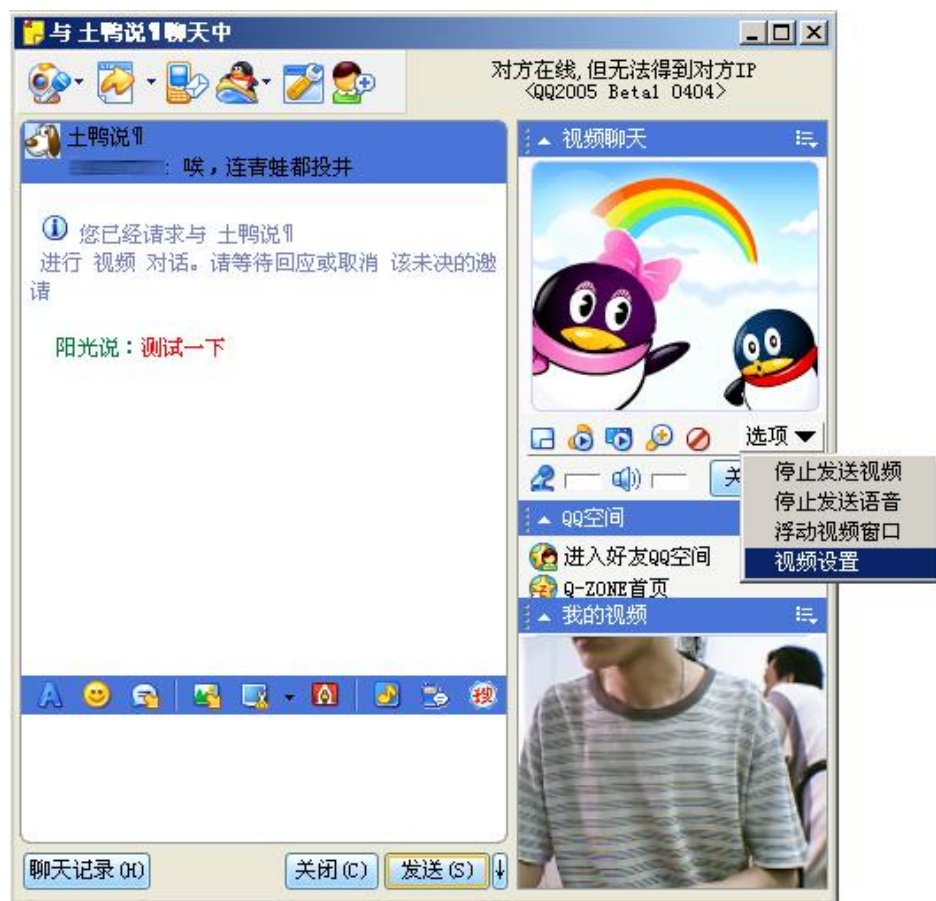 与 土鸭说¶聊天中
对方在线,但无法得到对方IP
<QQ2005 Beta1 0404>
土鸭说¶
: 唉，连青蛙都投井
您已经请求与 土鸭说¶
进行 视频 对话。请等待回应或取消 该未决的邀
请
阳光说：测试一下
聊天记录(H)
关闭(C)
发送(S)
视频聊天
选项
停止发送视频
停止发送语音
浮动视频窗口
视频设置
关
QQ空间
进入好友QQ空间
Q-ZONE首页
我的视频
A
搜